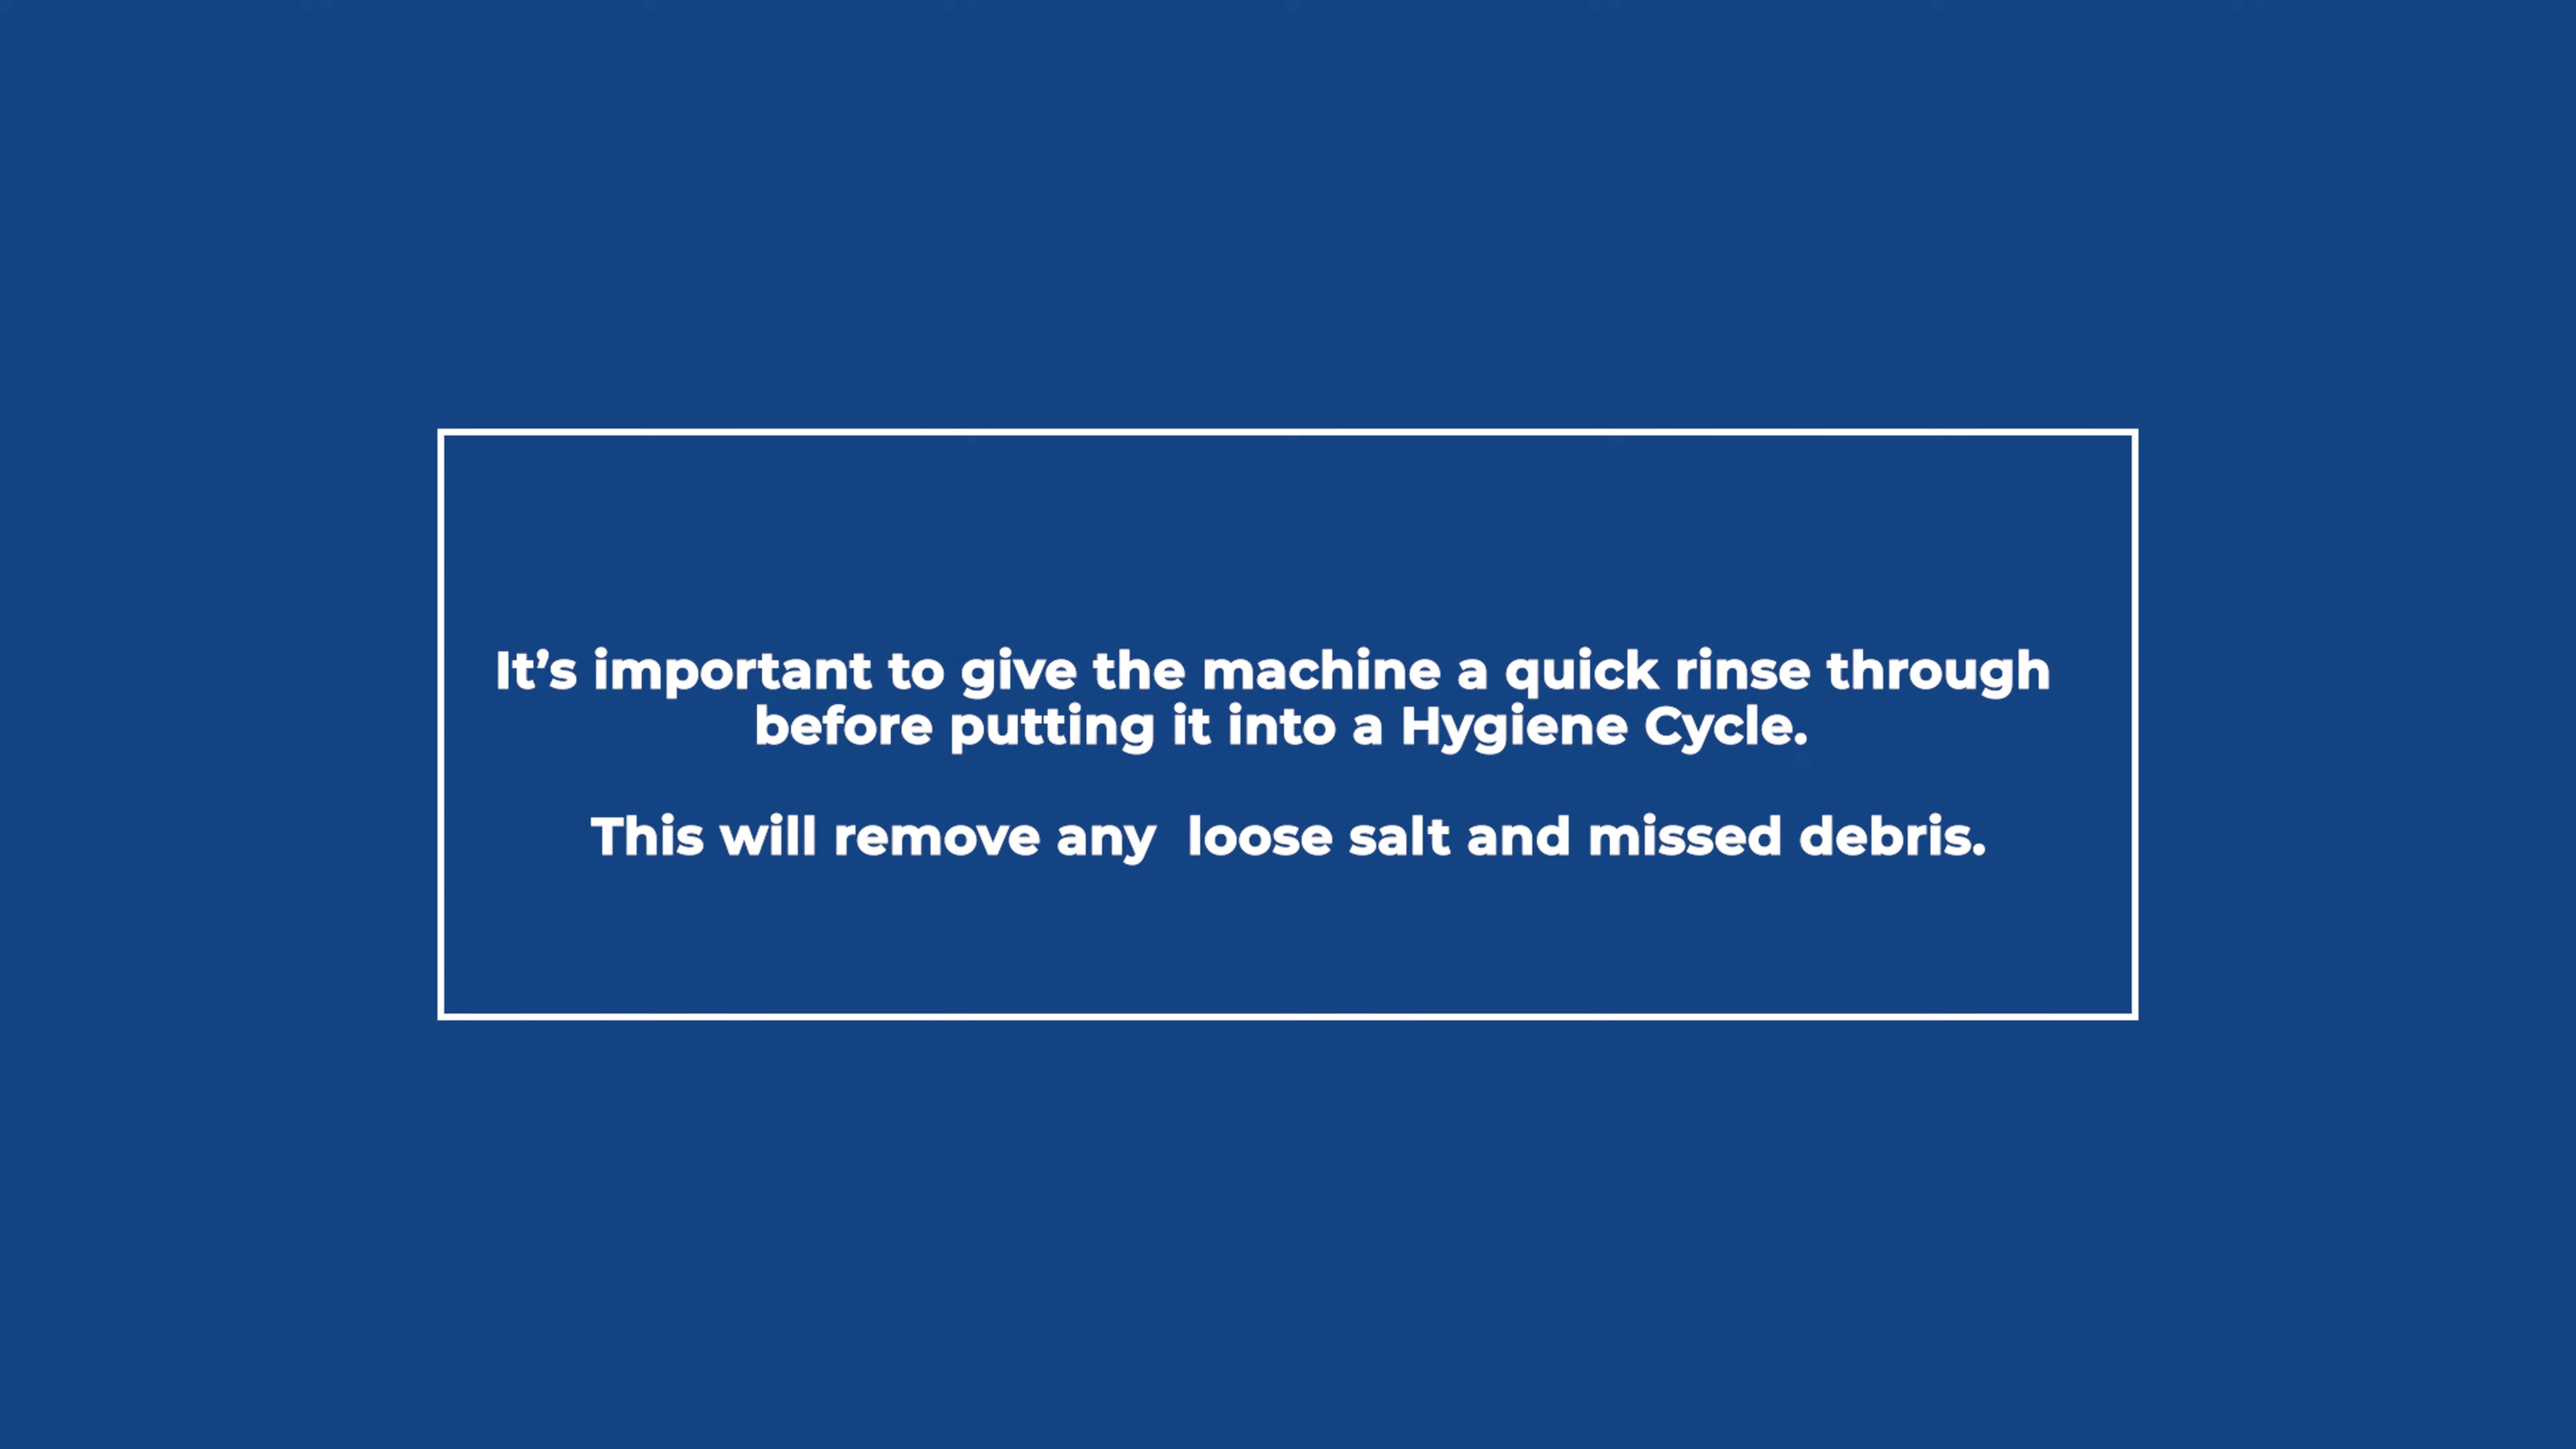 It’s important to give the machine a quick rinse through
before putting it into a Hygiene Cycle.
This will remove any  loose salt and missed debris.